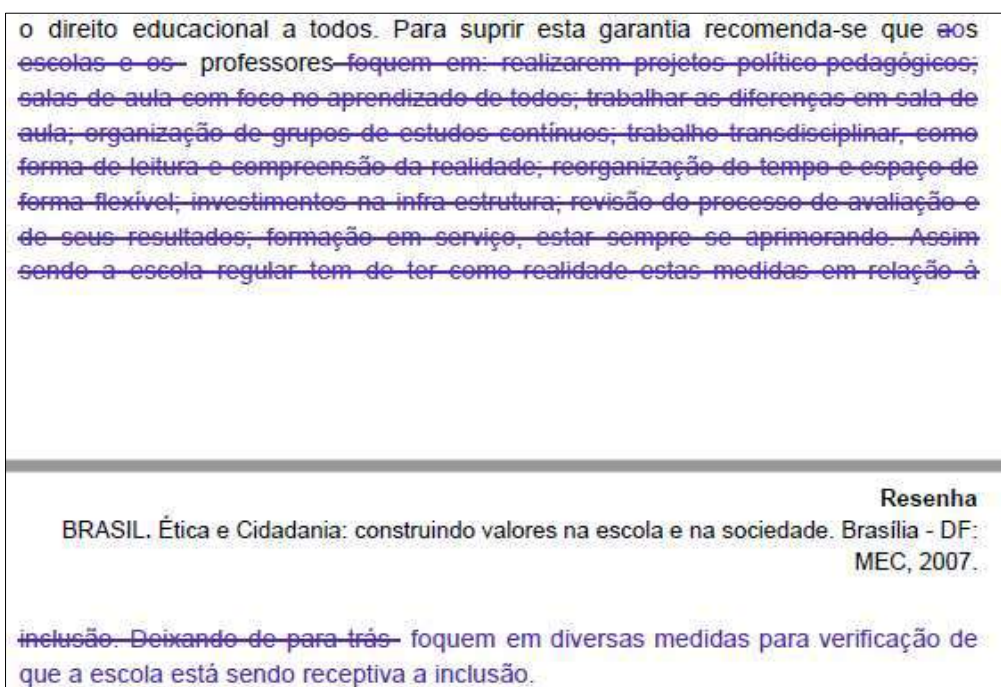 o direito educacional a todos. Para suprir esta garantia recomenda-se que aos
escolas e os professores foquem em: realizarem projetos político-pedagógicos;
salas de aula com foco no aprendizado de todos; trabalhar as diferenças em sala de
aula; organização de grupos de estudos contínuos; trabalho transdisciplinar, como
forma de leitura e compreensão da realidade; reorganização do tempo e espaço de
forma flexível; investimentos na infra estrutura; revisão do processo de avaliação e
de seus resultados; formação em serviço, estar sempre se aprimorando. Assim
sendo a escola regular tem de ter como realidade estas medidas em relação à
Resenha
BRASIL. Ética e Cidadania: construindo valores na escola e na sociedade. Brasília - DF:
MEC, 2007.
inclusão. Deixando de para trás foquem em diversas medidas para verificação de
que a escola está sendo receptiva a inclusão.